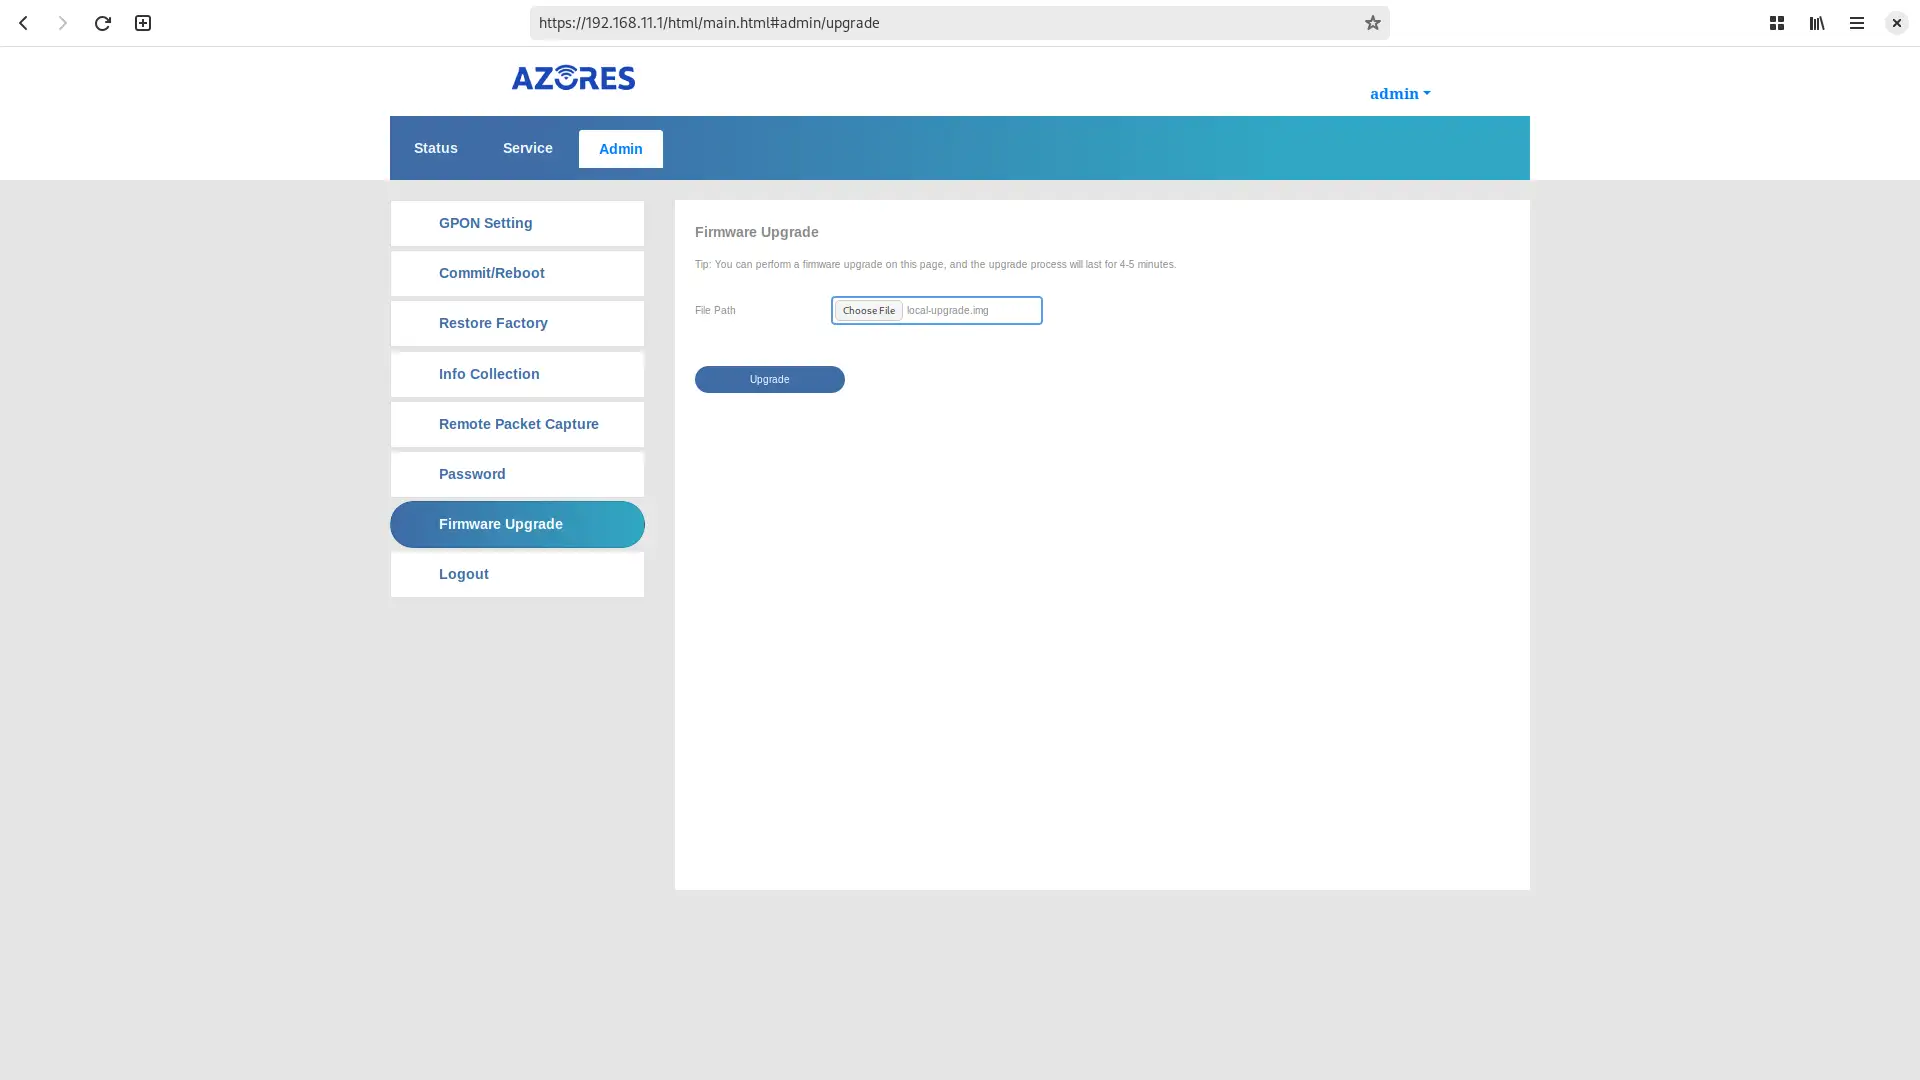 https://192.168.11.1/html/main.html#admin/upgrade
AZORES
admin
Status
Service
Admin
GPON Setting
Commit/Reboot
Restore Factory
Info Collection
Remote Packet Capture
Password
Firmware Upgrade
Logout
Firmware Upgrade
Tip: You can perform a firmware upgrade on this page, and the upgrade process will last for 4-5 minutes.
File Path
Choose File local-upgrade.img
Upgrade